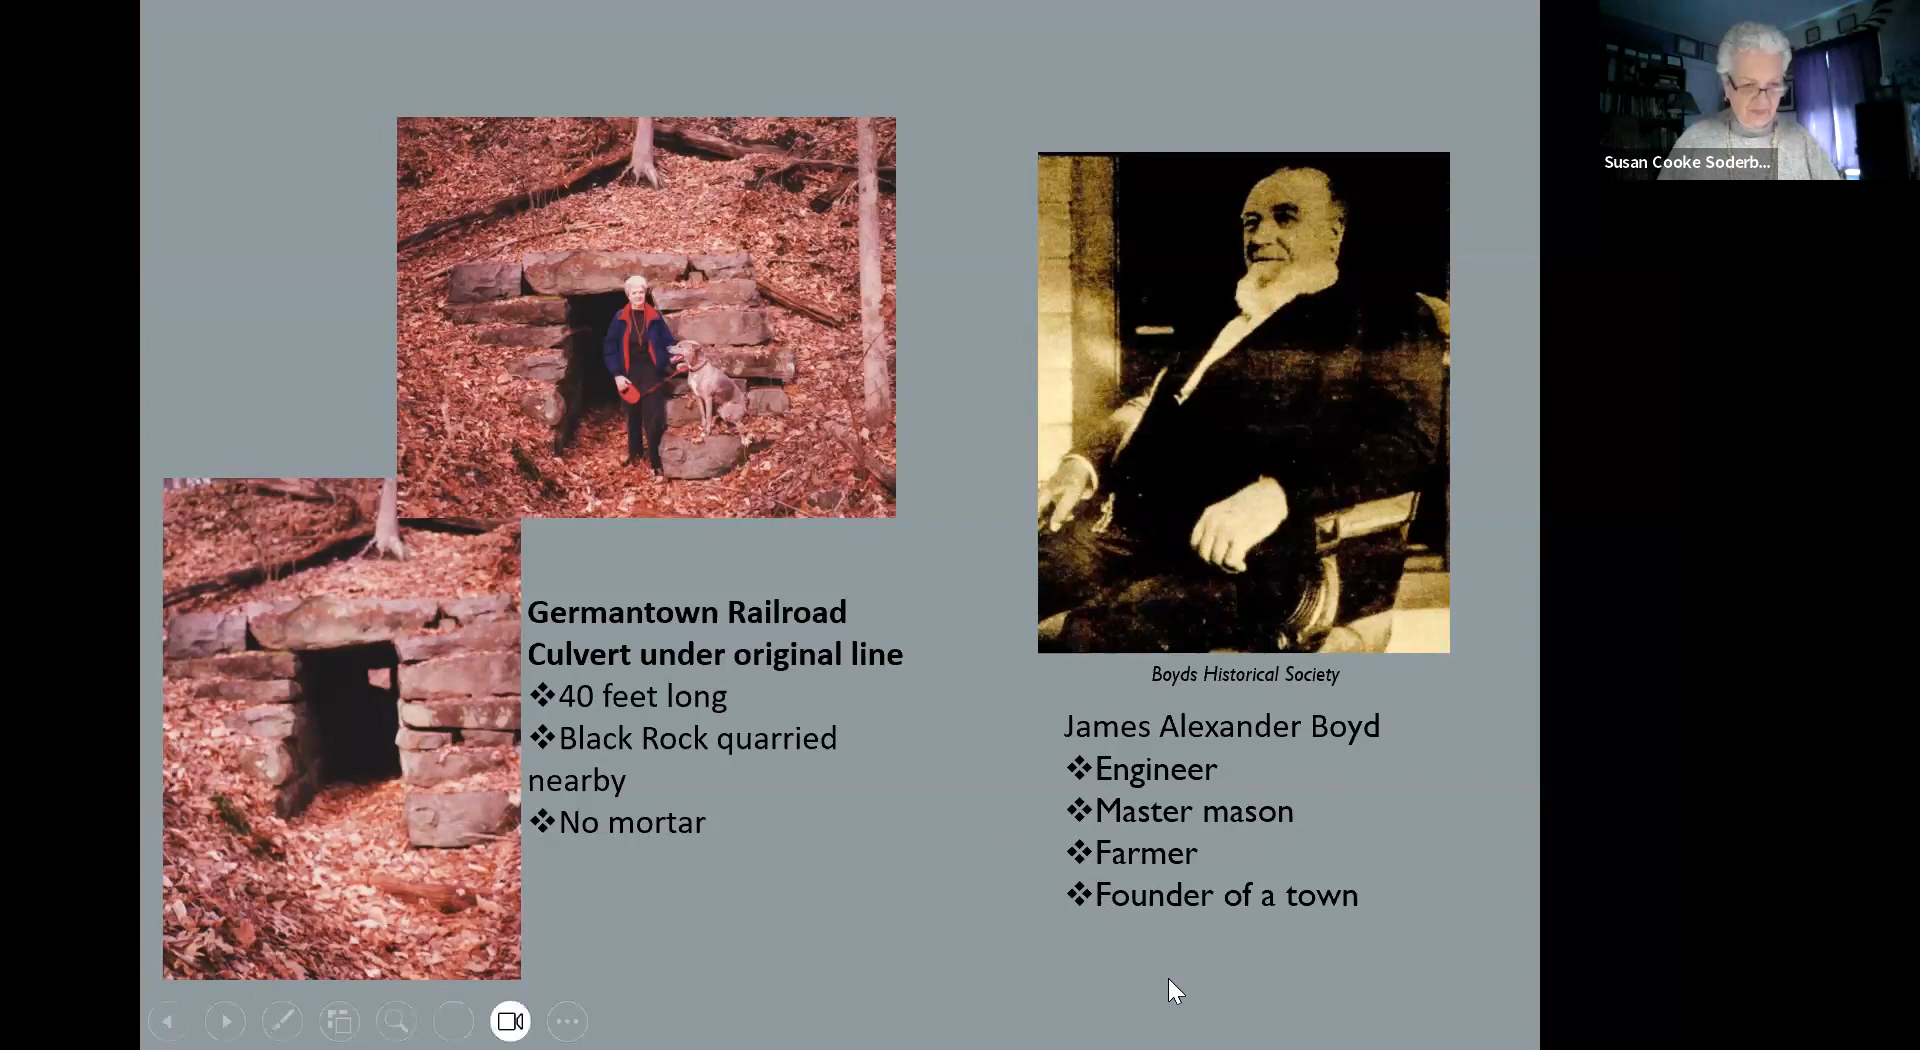 Susan Cooke Soderb...
Germantown Railroad
Culvert under original line
❖40 feet long
❖Black Rock quarried
nearby
❖No mortar
Boyds Historical Society
James Alexander Boyd
❖Engineer
❖Master mason
❖Farmer
❖Founder of a town